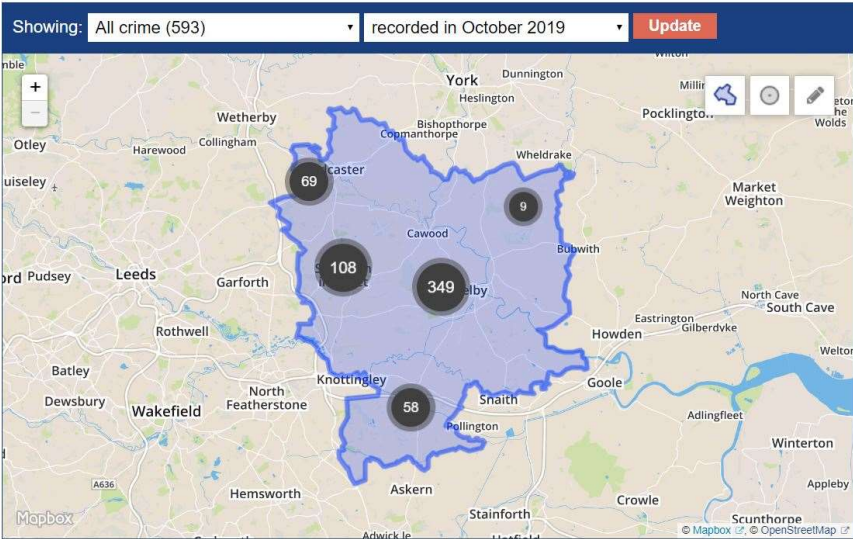 Showing: All crime (593) recorded in October 2019 Update
York
Dunnington
Heslington
Wetherby
Bishopthorpe
Copmanthorpe
Pocklington
Wolds
Otley
Harewood
Collingham
Wheldrake
69
9
Market
Weighton
Cawood
Bubwith
108
349
Pudsey
Leeds
Garforth
North Cave
South Cave
Eastrington
Gilberdyke
Rothwell
Howden
Batley
Knottingley
Goole
Dewsbury
North
Featherstone
Wakefield
58
Snaith
Pollington
Adlingfleet
Winterton
A636
Hemsworth
Askern
Appleby
Crowle
Stainforth
Scunthorpe
Mapbox
© Mapbox, © OpenStreetMap